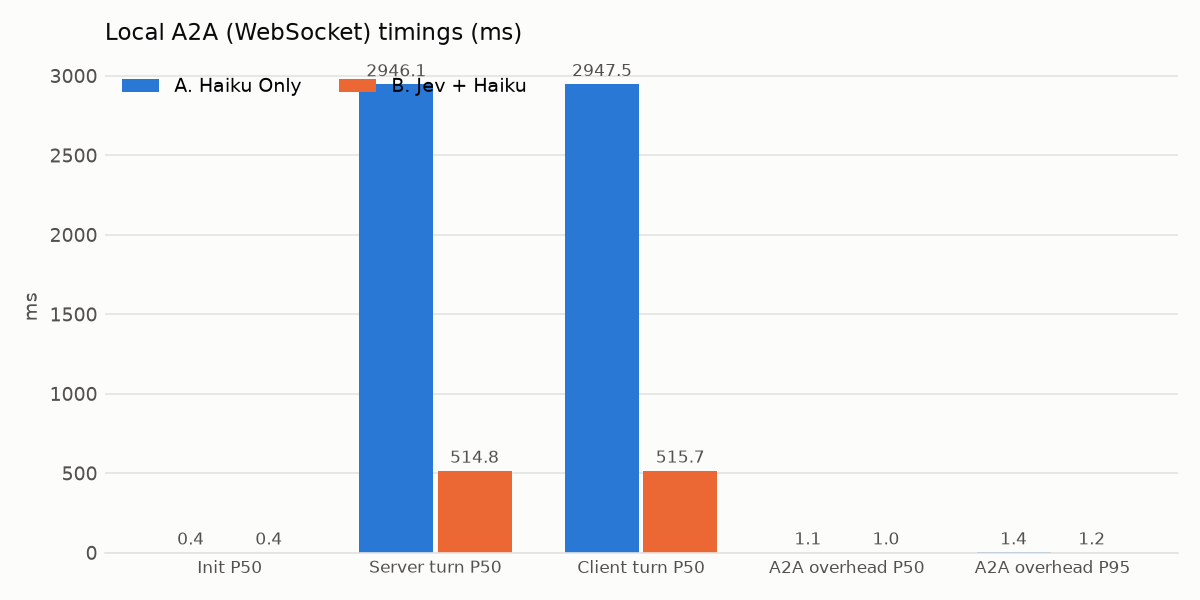 Local A2A (WebSocket) timings (ms)
A. Haiku Only
B. Jev + Haiku
ms
3000
2500
2000
1500
1000
500
0
0.4
0.4
2946.1
514.8
2947.5
515.7
1.1
1.0
1.4
1.2
Init P50
Server turn P50
Client turn P50
A2A overhead P50
A2A overhead P95